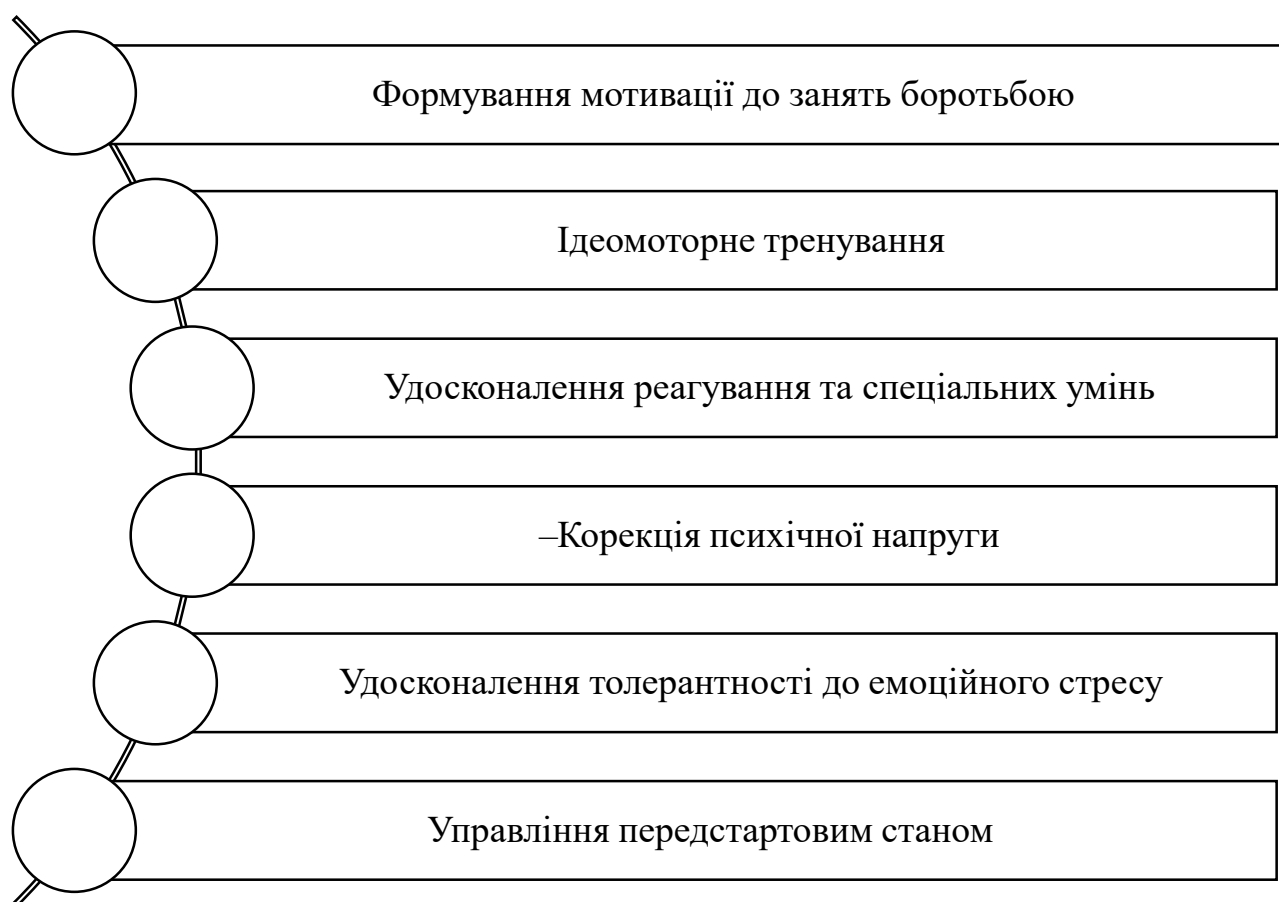 Формування мотивації до занять боротьбою
Ідеомоторне тренування
Удосконалення реагування та спеціальних умінь
–Корекція психічної напруги
Удосконалення толерантності до емоційного стресу
Управління передстартовим станом